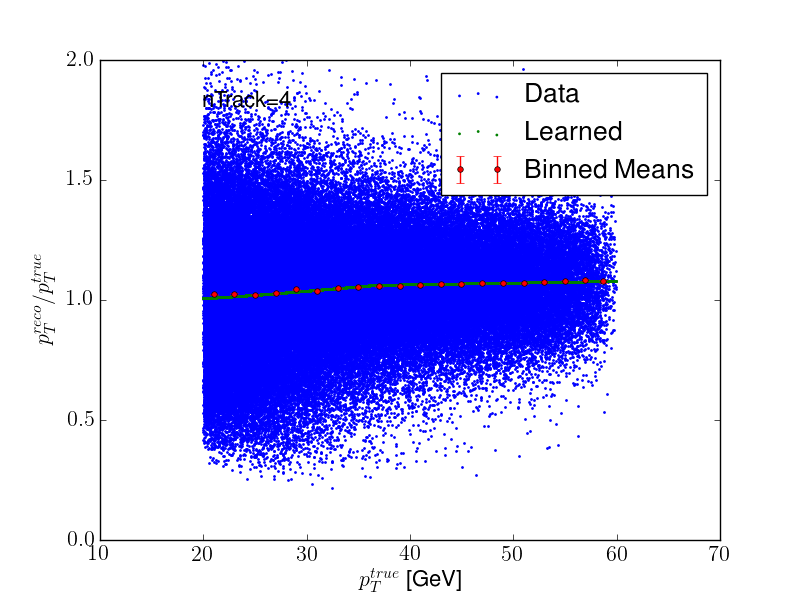 2.0
nTrack=4
Data
Learned
Binned Means
1.5
1.0
0.5
0.0
p_T^{reco}/p_T^{true}
10 20 30 40 50 60 70
p_T^{true} [GeV]